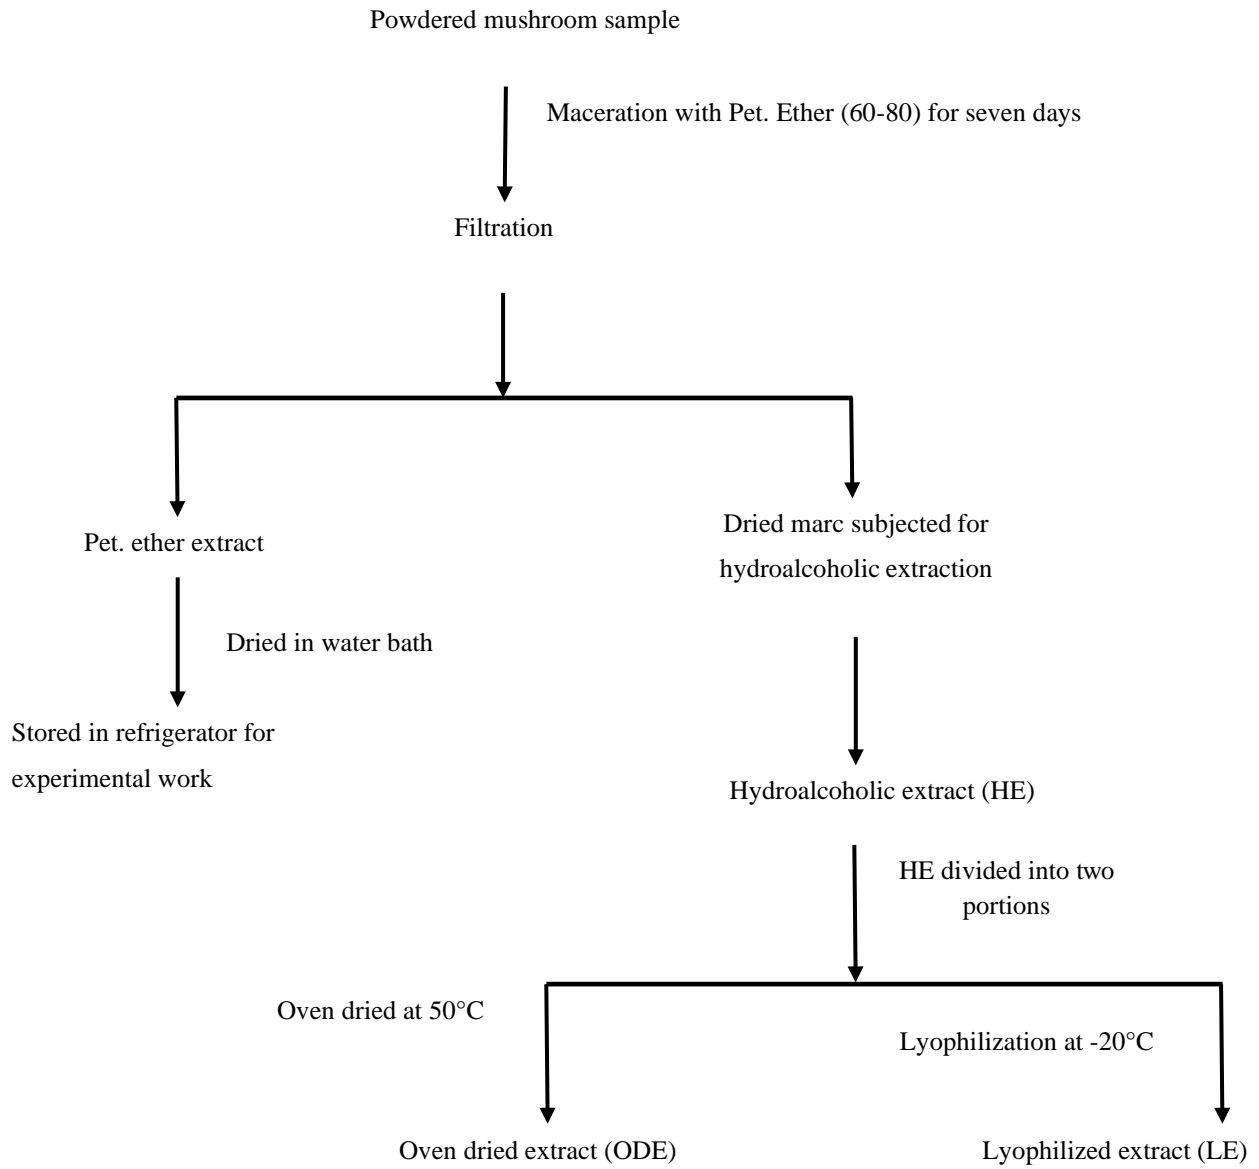 Powdered mushroom sample
Maceration with Pet. Ether (60-80) for seven days
Filtration
Pet. ether extract
Dried marc subjected for
hydroalcoholic extraction
Dried in water bath
Stored in refrigerator for
experimental work
Hydroalcoholic extract (HE)
HE divided into two
portions
Oven dried at 50°C
Lyophilization at -20°C
Oven dried extract (ODE)
Lyophilized extract (LE)